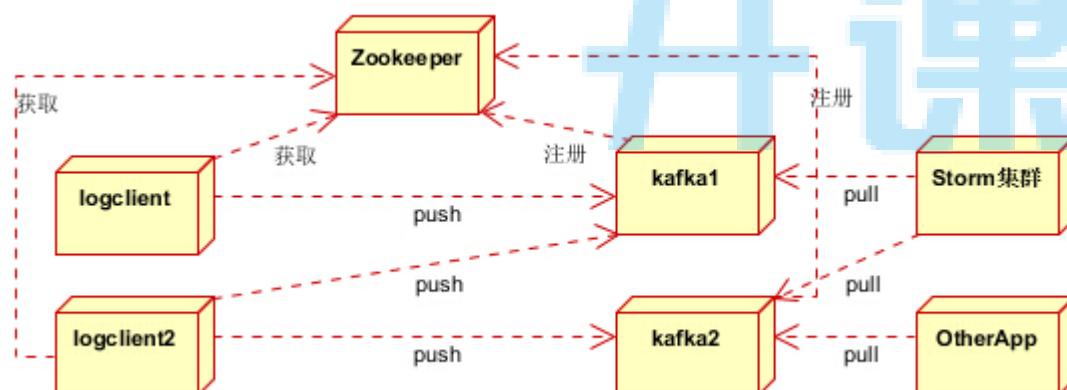 Zookeeper
获取
注册
获取
注册
logclient
kafka1
Storm集群
push
pull
push
pull
logclient2
kafka2
OtherApp
push
pull
课